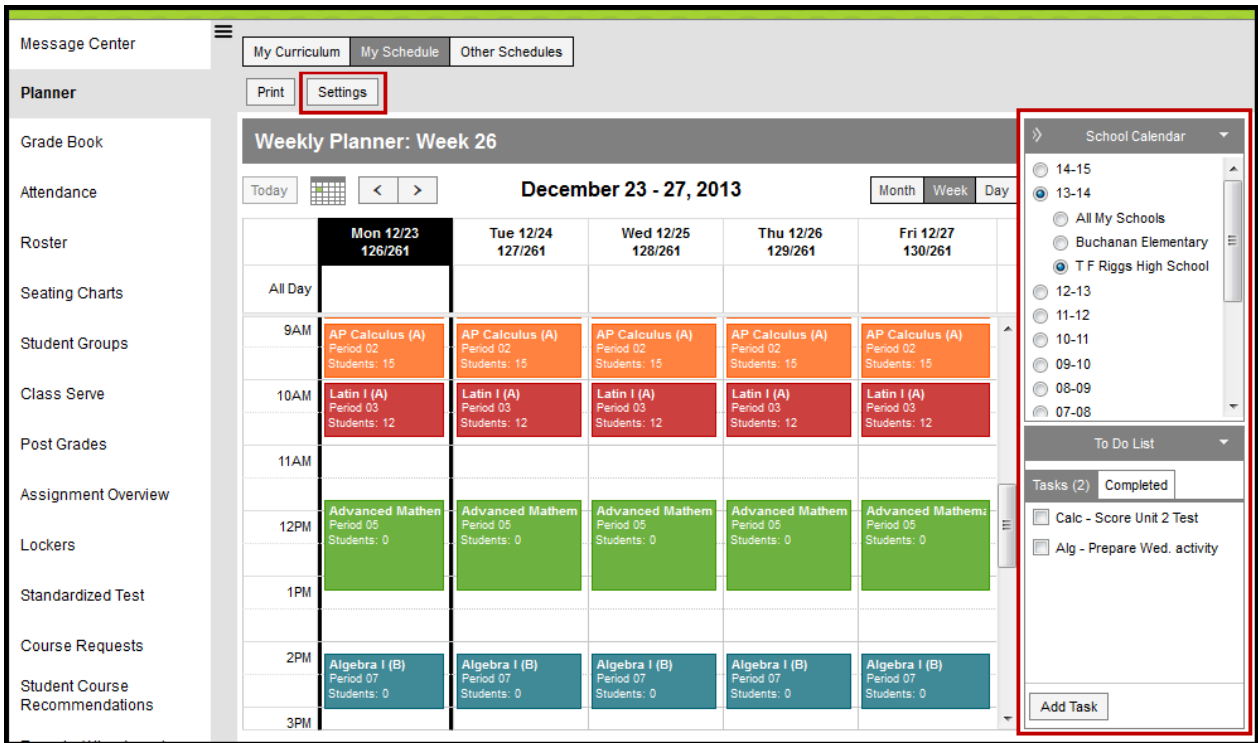 Message Center
Planner
Grade Book
Attendance
Roster
Seating Charts
Student Groups
Class Serve
Post Grades
Assignment Overview
Lockers
Standardized Test
Course Requests
Student Course
Recommendations
My Curriculum My Schedule Other Schedules
Print Settings
Weekly Planner: Week 26
Today < > December 23 - 27, 2013 Month Week Day
Mon 12/23 Tue 12/24 Wed 12/25 Thu 12/26 Fri 12/27
126/261 127/261 128/261 129/261 130/261
All Day
9AM AP Calculus (A) AP Calculus (A) AP Calculus (A) AP Calculus (A) AP Calculus (A)
Period 02 Period 02 Period 02 Period 02 Period 02
Students: 15 Students: 15 Students: 15 Students: 15 Students: 15
10AM Latin I (A) Latin I (A) Latin I (A) Latin I (A) Latin I (A)
Period 03 Period 03 Period 03 Period 03 Period 03
Students: 12 Students: 12 Students: 12 Students: 12 Students: 12
11AM
Advanced Mathen Advanced Mathem Advanced Mathem Advanced Mathem Advanced Mathema
12PM Period 05 Period 05 Period 05 Period 05 Period 05
Students: 0 Students: 0 Students: 0 Students: 0 Students: 0
1PM
2PM Algebra I (B) Algebra I (B) Algebra I (B) Algebra I (B) Algebra I (B)
Period 07 Period 07 Period 07 Period 07 Period 07
Students: 0 Students: 0 Students: 0 Students: 0 Students: 0
3PM
School Calendar
14-15
13-14
All My Schools
Buchanan Elementary
T F Riggs High School
12-13
11-12
10-11
09-10
08-09
07-08
To Do List
Tasks (2) Completed
Calc - Score Unit 2 Test
Alg - Prepare Wed. activity
Add Task